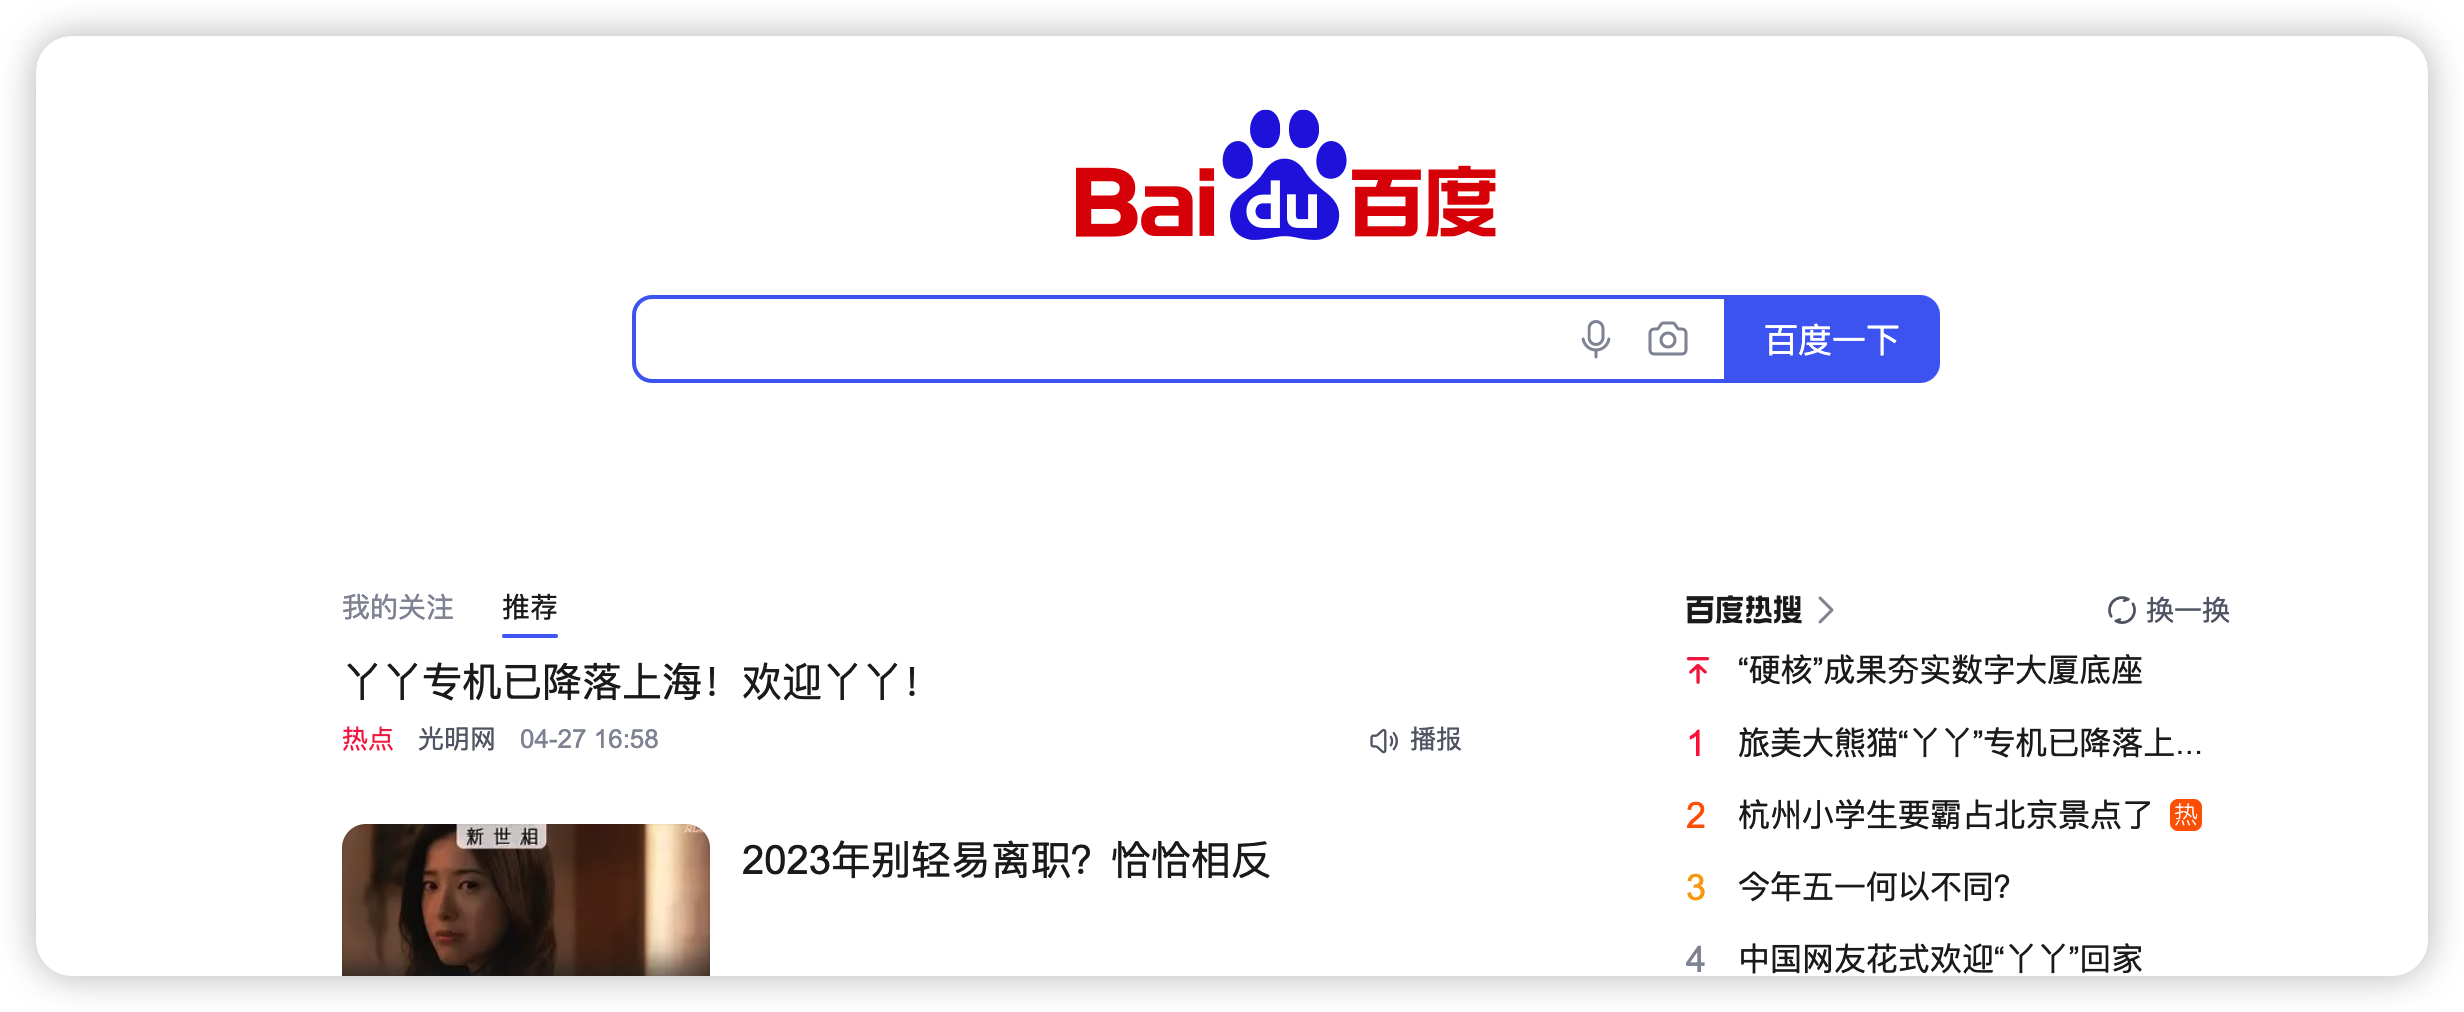 Bai du 百度
百度一下
我的关注 推荐
丫丫专机已降落上海！欢迎丫丫！
热点 光明网 04-27 16:58 播报
新世相
2023年别轻易离职？恰恰相反
百度热搜 换一换
“硬核”成果夯实数字大厦底座
1 旅美大熊猫“丫丫”专机已降落上...
2 杭州小学生要霸占北京景点了 热
3 今年五一何以不同?
4 中国网友花式欢迎“丫丫”回家